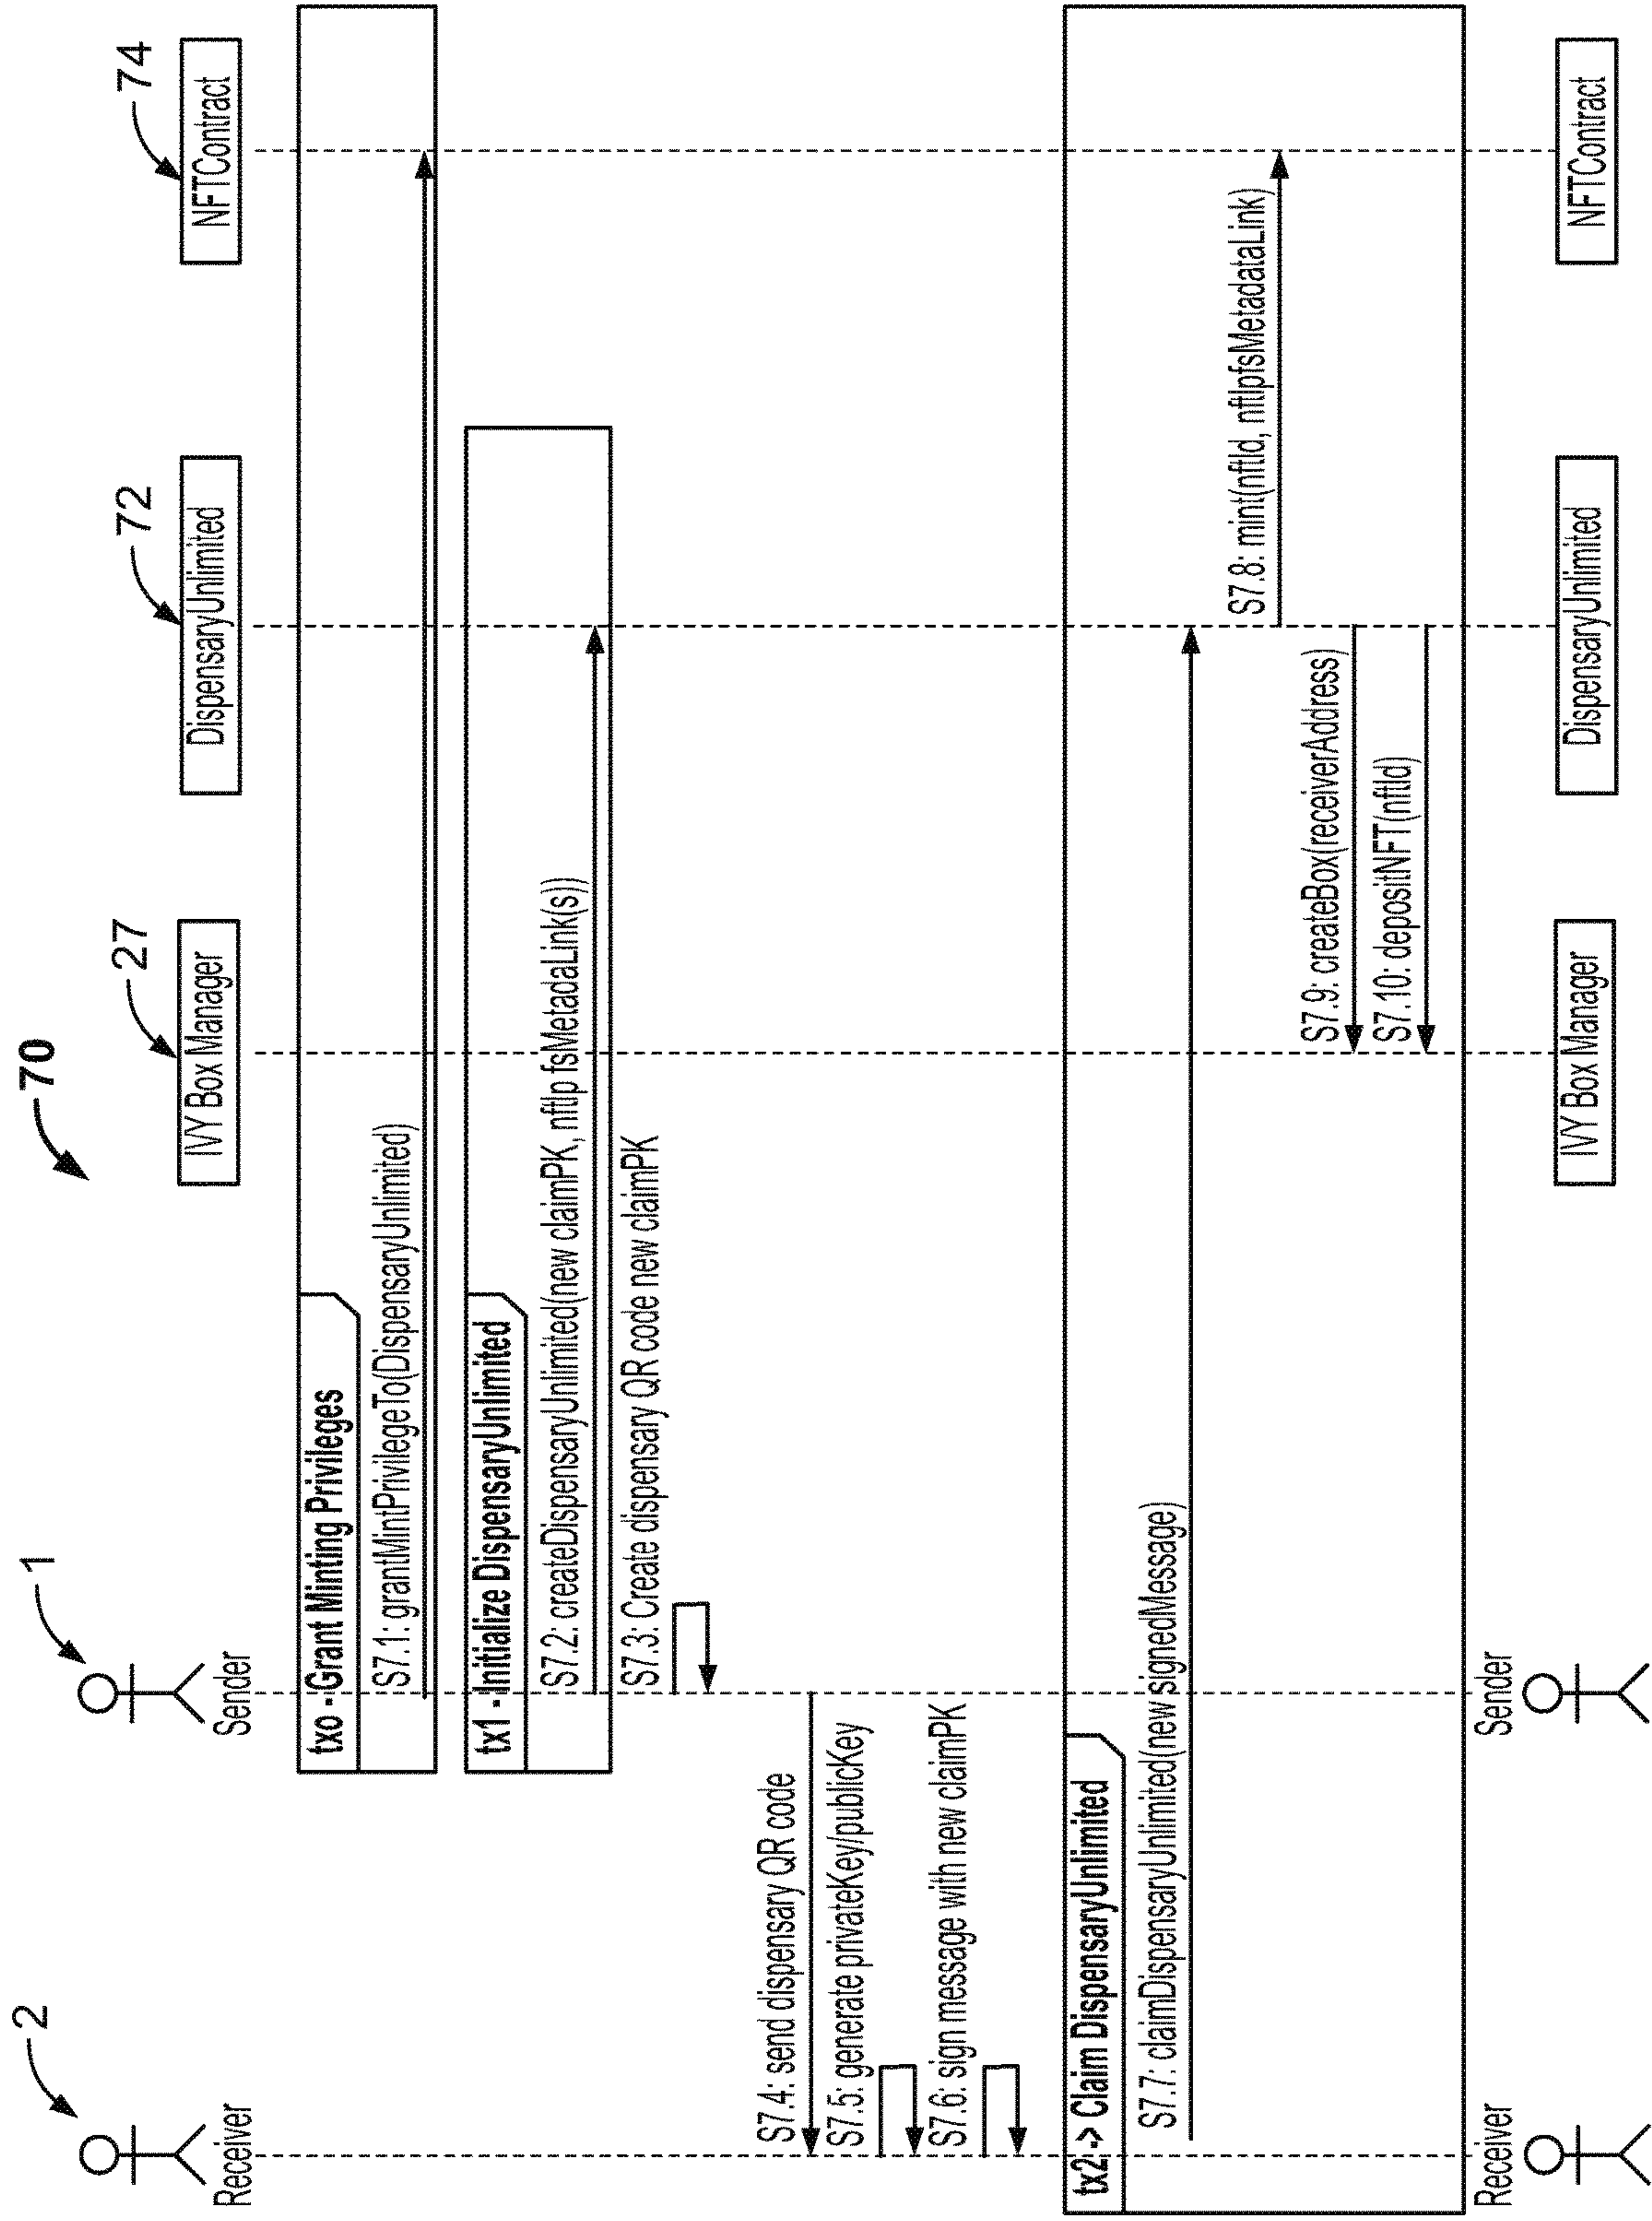 70
2
1
27
72
74
Receiver
Sender
IVY Box Manager
DispensaryUnlimited
NFTContract
txo - Grant Minting Privileges
S7.1: grantMintPrivilegeTo(DispensaryUnlimited)
tx1 - Initialize DispensaryUnlimited
S7.2: createDispensaryUnlimited(new claimPK, nftIp fsMetadaLink(s))
S7.3: Create dispensary QR code new claimPK
S7.4: send dispensary QR code
S7.5: generate privateKey/publicKey
S7.6: sign message with new claimPK
tx2 -> Claim DispensaryUnlimited
S7.7: claimDispensaryUnlimited(new signedMessage)
S7.8: mint(nftId, nftIpfsMetadataLink)
S7.9: createBox(receiverAddress)
S7.10: depositNFT(nftId)
Receiver
Sender
IVY Box Manager
DispensaryUnlimited
NFTContract